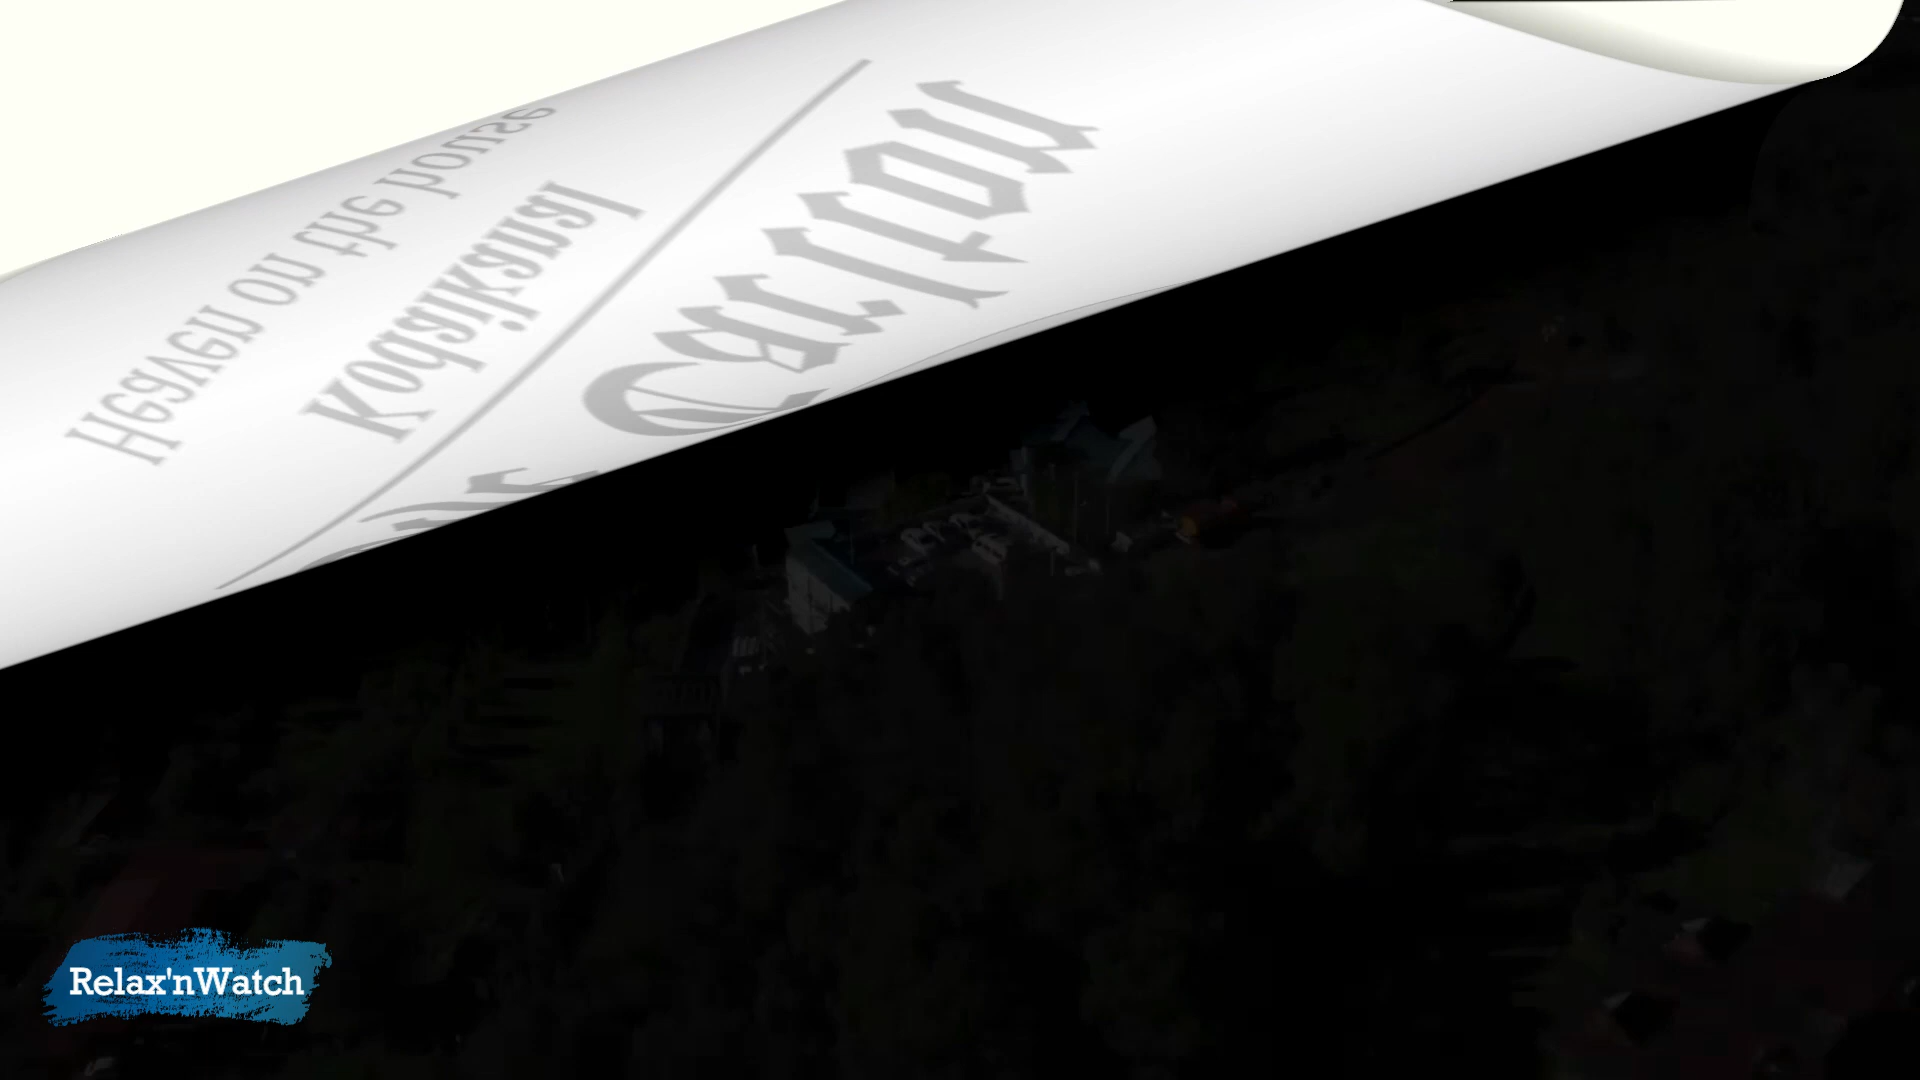 Carlton
Kodaikanal
Heaven on the house
Relax'nWatch